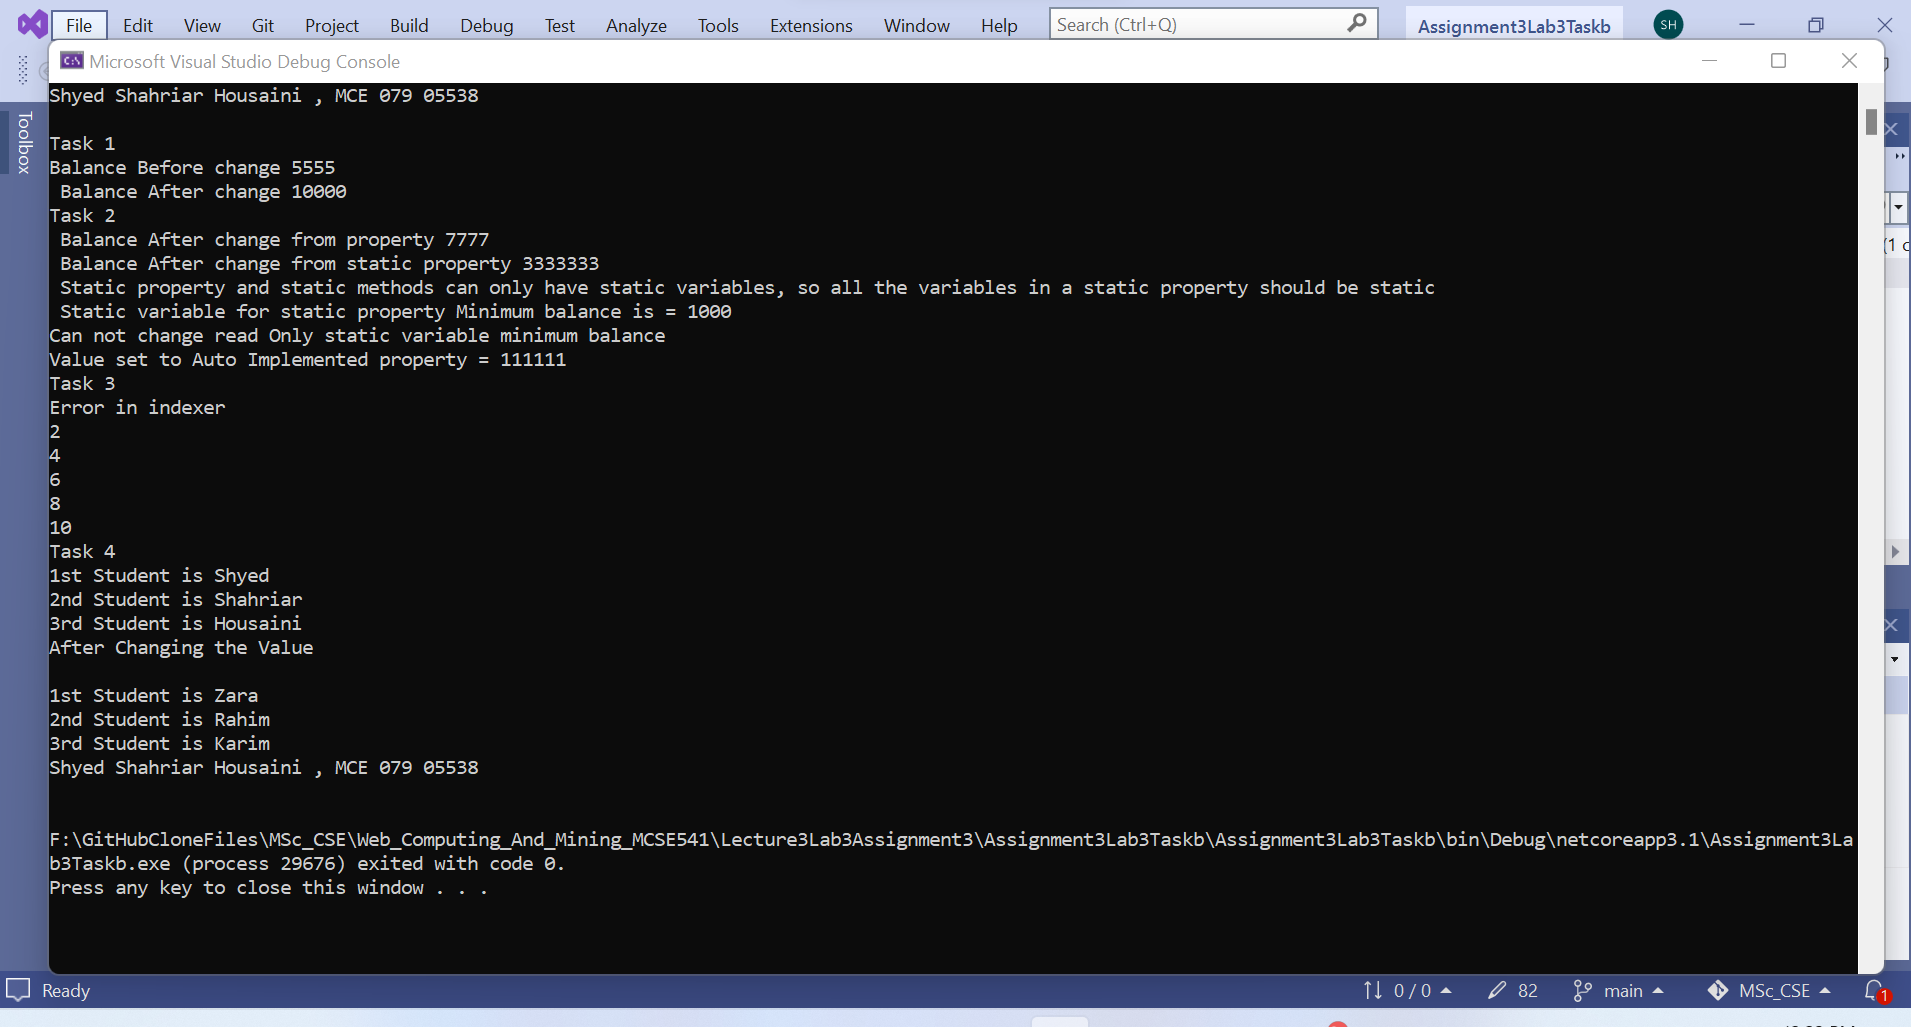 File Edit View Git Project Build Debug Test Analyze Tools Extensions Window Help Search (Ctrl+Q) Assignment3Lab3Taskb SH
Microsoft Visual Studio Debug Console
Toolbox
Shyed Shahriar Housaini , MCE 079 05538
Task 1
Balance Before change 5555
Balance After change 10000
Task 2
Balance After change from property 7777
Balance After change from static property 3333333
Static property and static methods can only have static variables, so all the variables in a static property should be static
Static variable for static property Minimum balance is = 1000
Can not change read Only static variable minimum balance
Value set to Auto Implemented property = 111111
Task 3
Error in indexer
2
4
6
8
10
Task 4
1st Student is Shyed
2nd Student is Shahriar
3rd Student is Housaini
After Changing the Value
1st Student is Zara
2nd Student is Rahim
3rd Student is Karim
Shyed Shahriar Housaini , MCE 079 05538
F:\GitHubCloneFiles\MSc_CSE\Web_Computing_And_Mining_MCSE541\Lecture3Lab3Assignment3\Assignment3Lab3Taskb\Assignment3Lab3Taskb\bin\Debug\netcoreapp3.1\Assignment3La
b3Taskb.exe (process 29676) exited with code 0.
Press any key to close this window . . .
Ready 0 / 0 82 main MSc_CSE 1